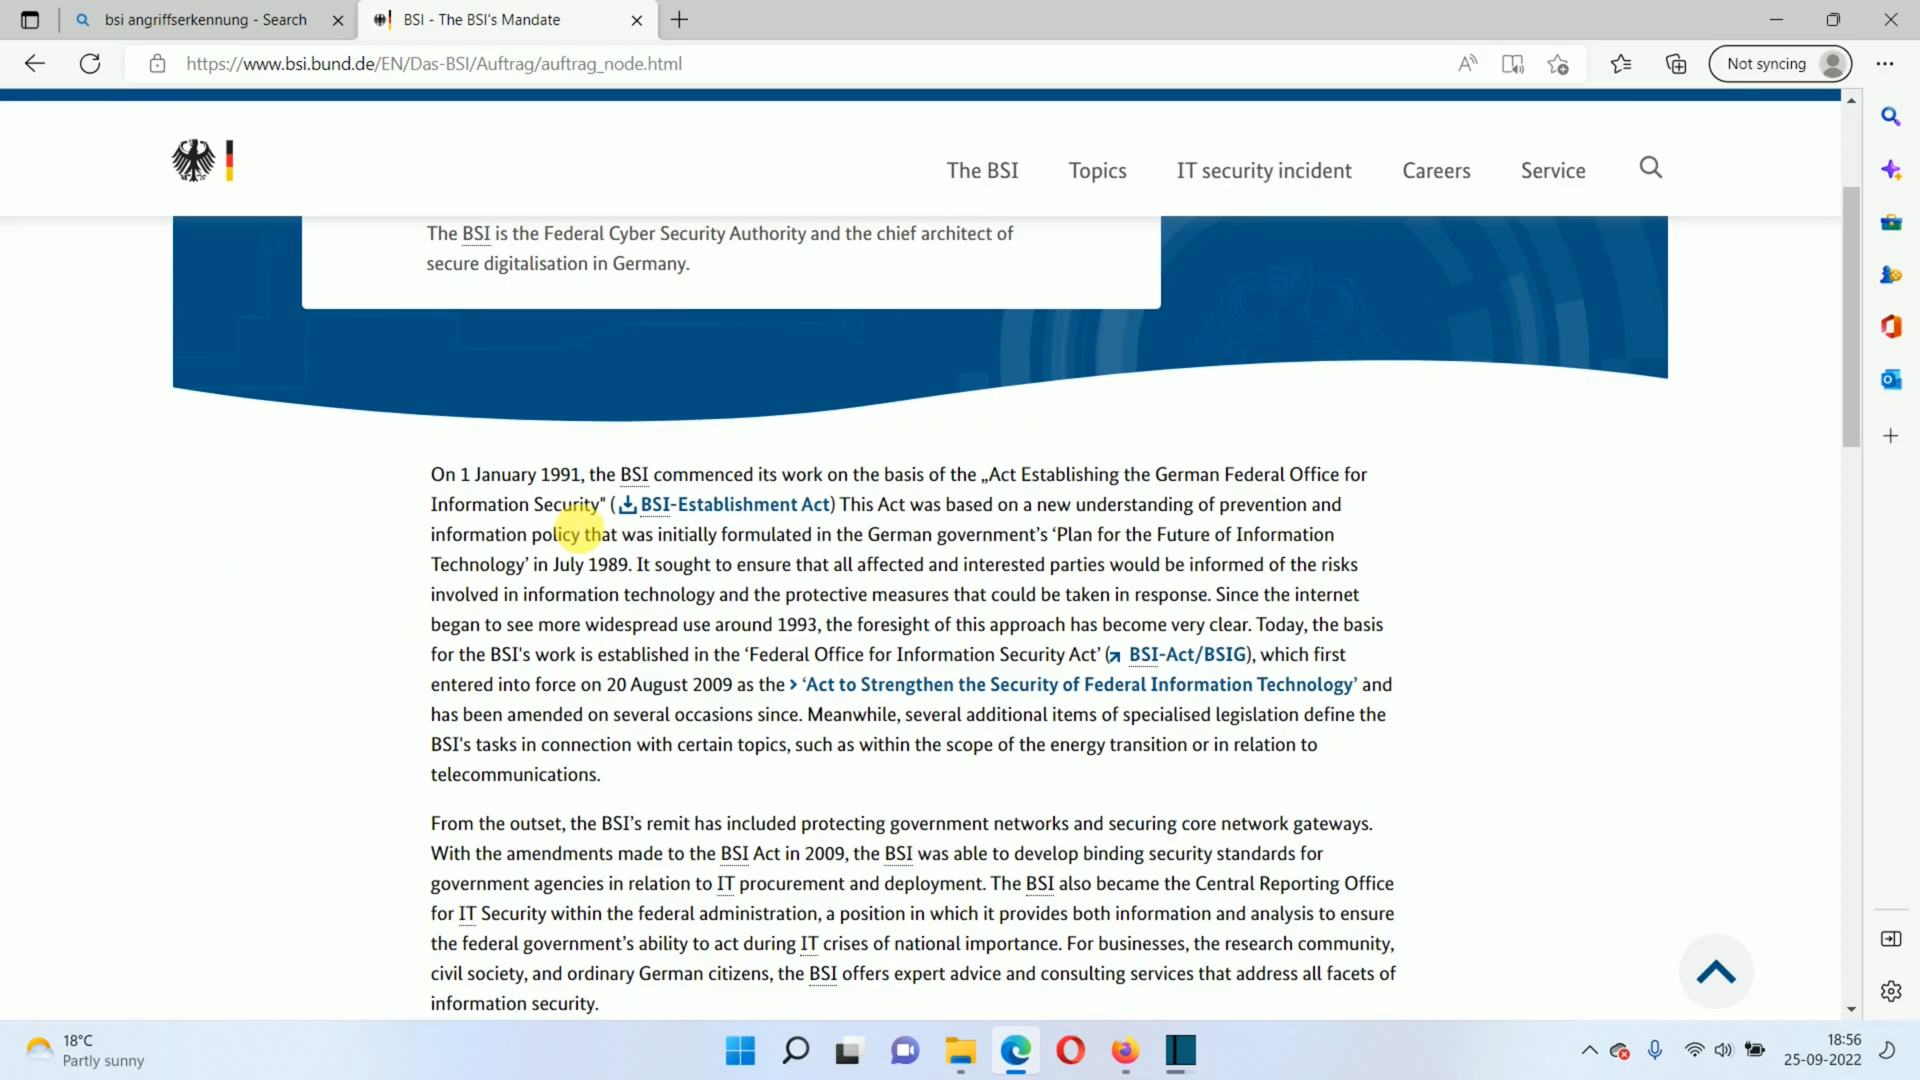 bsi angriffserkennung - Search
BSI - The BSI's Mandate
https://www.bsi.bund.de/EN/Das-BSI/Auftrag/auftrag_node.html
Not syncing
The BSI
Topics
IT security incident
Careers
Service
The BSI is the Federal Cyber Security Authority and the chief architect of
secure digitalisation in Germany.
On 1 January 1991, the BSI commenced its work on the basis of the „Act Establishing the German Federal Office for
Information Security" ( BSI-Establishment Act) This Act was based on a new understanding of prevention and
information policy that was initially formulated in the German government’s ‘Plan for the Future of Information
Technology’ in July 1989. It sought to ensure that all affected and interested parties would be informed of the risks
involved in information technology and the protective measures that could be taken in response. Since the internet
began to see more widespread use around 1993, the foresight of this approach has become very clear. Today, the basis
for the BSI's work is established in the ‘Federal Office for Information Security Act’ ( BSI-Act/BSIG), which first
entered into force on 20 August 2009 as the > ‘Act to Strengthen the Security of Federal Information Technology’ and
has been amended on several occasions since. Meanwhile, several additional items of specialised legislation define the
BSI's tasks in connection with certain topics, such as within the scope of the energy transition or in relation to
telecommunications.
From the outset, the BSI’s remit has included protecting government networks and securing core network gateways.
With the amendments made to the BSI Act in 2009, the BSI was able to develop binding security standards for
government agencies in relation to IT procurement and deployment. The BSI also became the Central Reporting Office
for IT Security within the federal administration, a position in which it provides both information and analysis to ensure
the federal government’s ability to act during IT crises of national importance. For businesses, the research community,
civil society, and ordinary German citizens, the BSI offers expert advice and consulting services that address all facets of
information security.
18°C
Partly sunny
18:56
25-09-2022